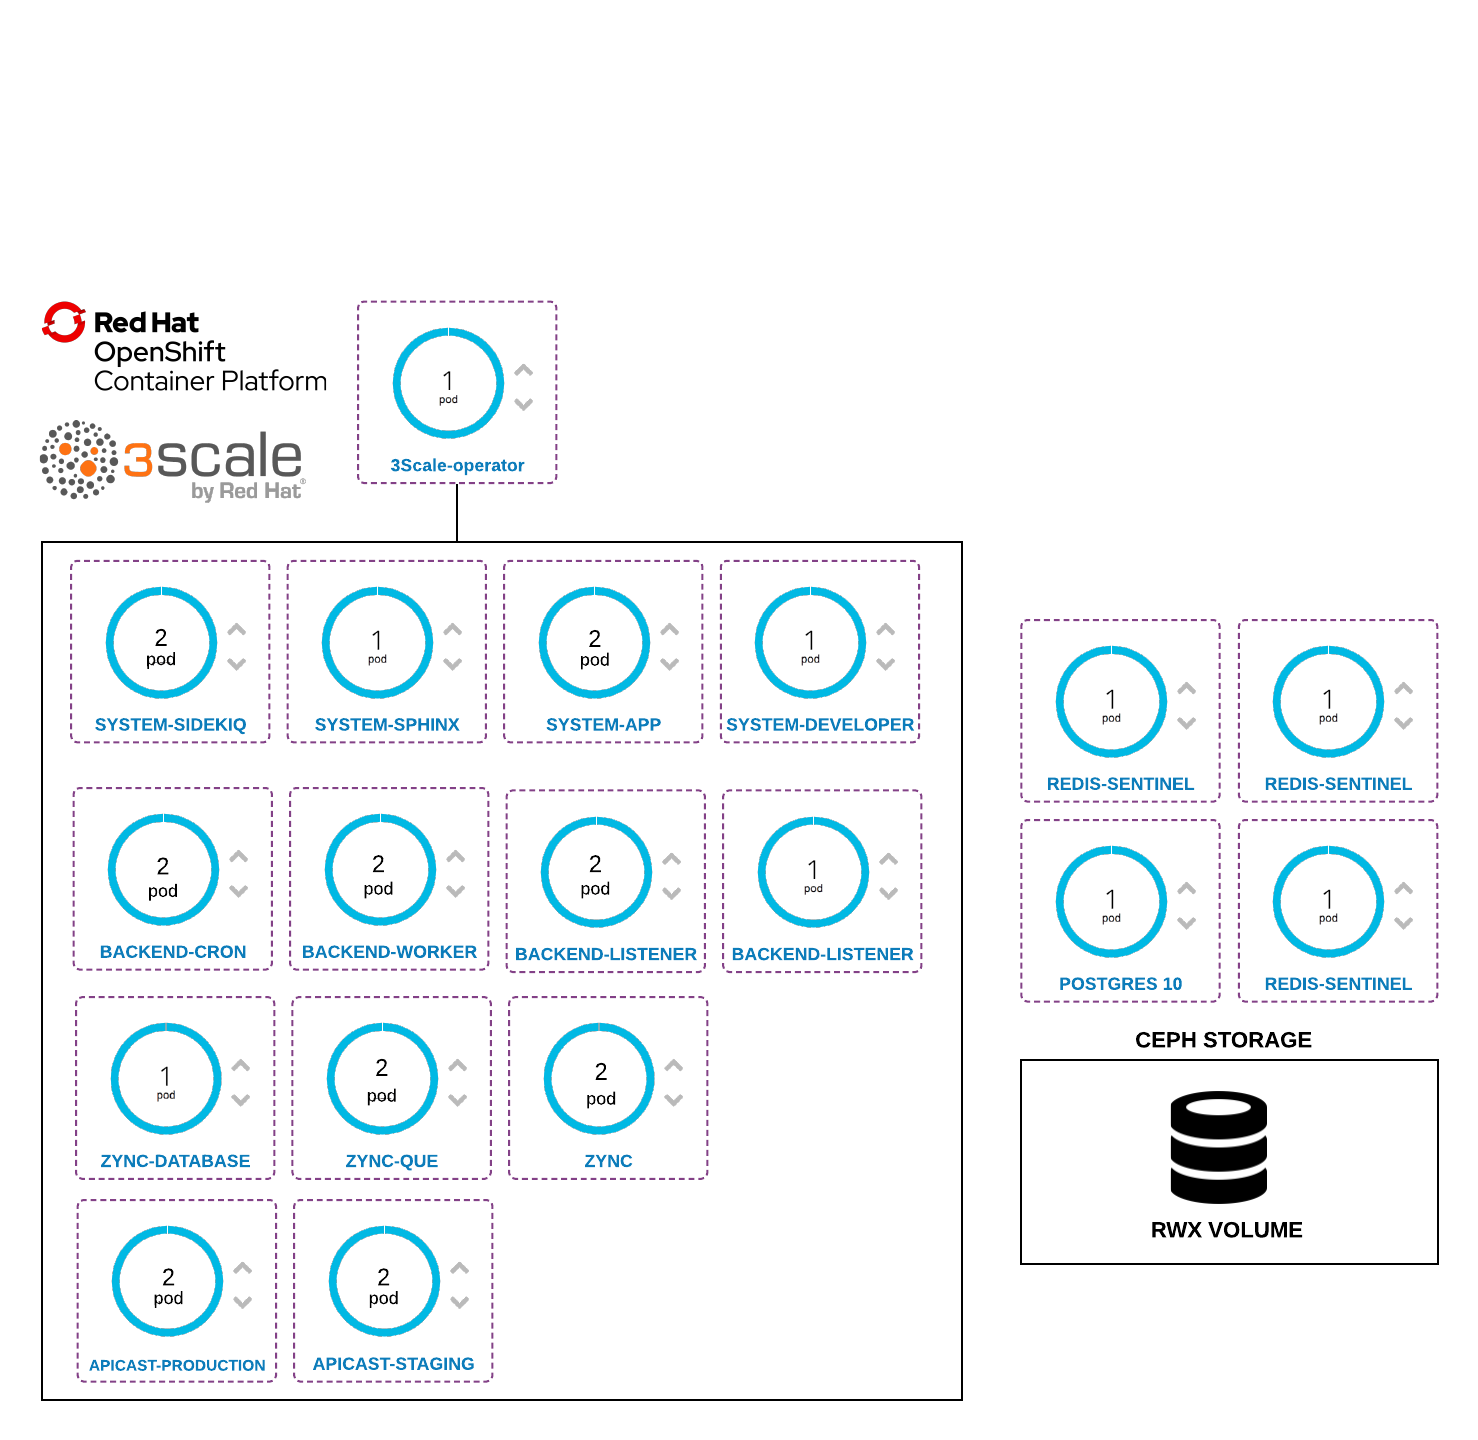 Red Hat
OpenShift
Container Platform
3scale
by Red Hat®
1
pod
3Scale-operator
2
pod
SYSTEM-SIDEKIQ
1
pod
SYSTEM-SPHINX
2
pod
SYSTEM-APP
1
pod
SYSTEM-DEVELOPER
2
pod
BACKEND-CRON
2
pod
BACKEND-WORKER
2
pod
BACKEND-LISTENER
1
pod
BACKEND-LISTENER
1
pod
ZYNC-DATABASE
2
pod
ZYNC-QUE
2
pod
ZYNC
2
pod
APICAST-PRODUCTION
2
pod
APICAST-STAGING
1
pod
REDIS-SENTINEL
1
pod
REDIS-SENTINEL
1
pod
POSTGRES 10
1
pod
REDIS-SENTINEL
CEPH STORAGE
RWX VOLUME